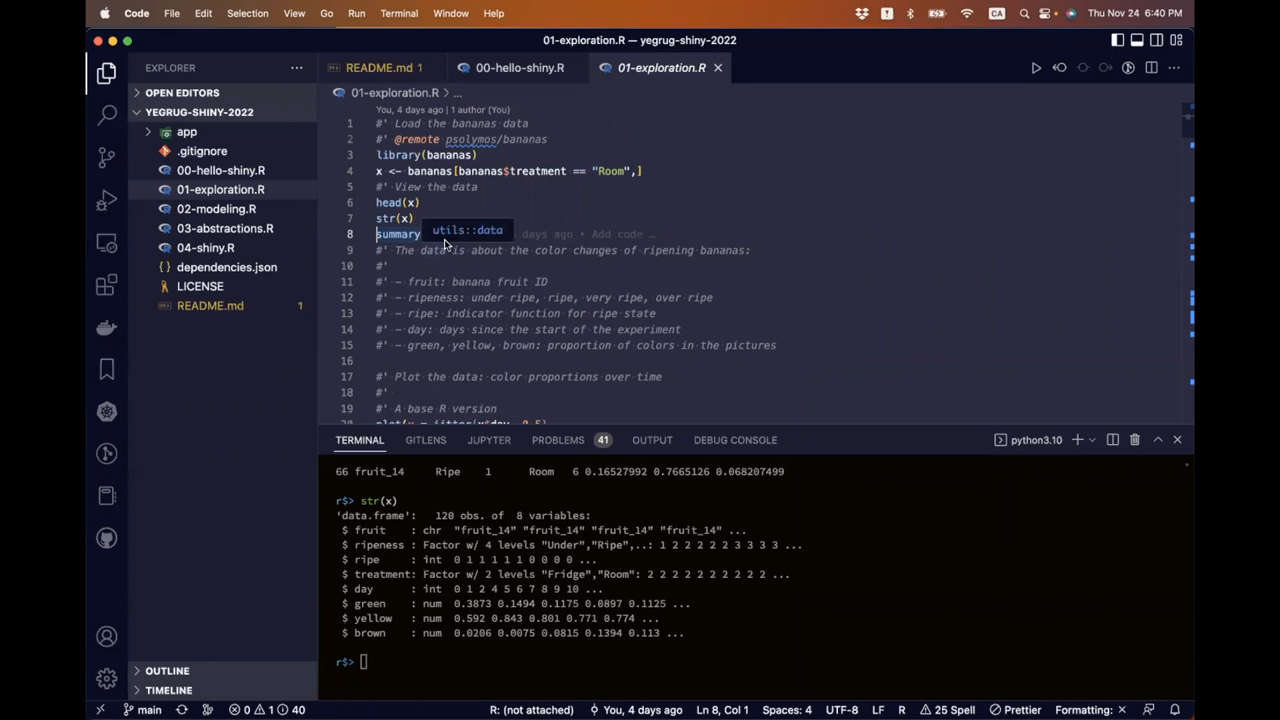 Code File Edit Selection View Go Run Terminal Window Help CA Thu Nov 24 6:40 PM
01-exploration.R — yegrug-shiny-2022
EXPLORER ··· README.md 1 00-hello-shiny.R 01-exploration.R
OPEN EDITORS 01-exploration.R > ...
YEGRUG-SHINY-2022
You, 4 days ago | 1 author (You)
app
.gitignore
00-hello-shiny.R
01-exploration.R
02-modeling.R
03-abstractions.R
04-shiny.R
dependencies.json
LICENSE
README.md 1
1 #' Load the bananas data
2 #' @remote psolymos/bananas
3 library(bananas)
4 x <- bananas[bananas$treatment == "Room",]
5 #' View the data
6 head(x)
7 str(x)
utils::data
8 summary days ago • Add code …
9 #' The data is about the color changes of ripening bananas:
10 #'
11 #' - fruit: banana fruit ID
12 #' - ripeness: under ripe, ripe, very ripe, over ripe
13 #' - ripe: indicator function for ripe state
14 #' - day: days since the start of the experiment
15 #' - green, yellow, brown: proportion of colors in the pictures
16
17 #' Plot the data: color proportions over time
18 #'
19 #' A base R version
plot(x = jitter(x$day, 0.5),
TERMINAL GITLENS JUPYTER PROBLEMS 41 OUTPUT DEBUG CONSOLE python3.10
66 fruit_14 Ripe 1 Room 6 0.16527992 0.7665126 0.068207499
r$> str(x)
'data.frame': 120 obs. of 8 variables:
$ fruit : chr "fruit_14" "fruit_14" "fruit_14" "fruit_14" ...
$ ripeness : Factor w/ 4 levels "Under","Ripe",..: 1 2 2 2 2 2 3 3 3 3 ...
$ ripe : int 0 1 1 1 1 1 0 0 0 0 ...
$ treatment: Factor w/ 2 levels "Fridge","Room": 2 2 2 2 2 2 2 2 2 2 ...
$ day : int 0 1 2 4 5 6 7 8 9 10 ...
$ green : num 0.3873 0.1494 0.1175 0.0897 0.1125 ...
$ yellow : num 0.592 0.843 0.801 0.771 0.774 ...
$ brown : num 0.0206 0.0075 0.0815 0.1394 0.113 ...
r$>
OUTLINE
TIMELINE
main 0 1 40 R: (not attached) You, 4 days ago Ln 8, Col 1 Spaces: 4 UTF-8 LF R 25 Spell Prettier Formatting: ×